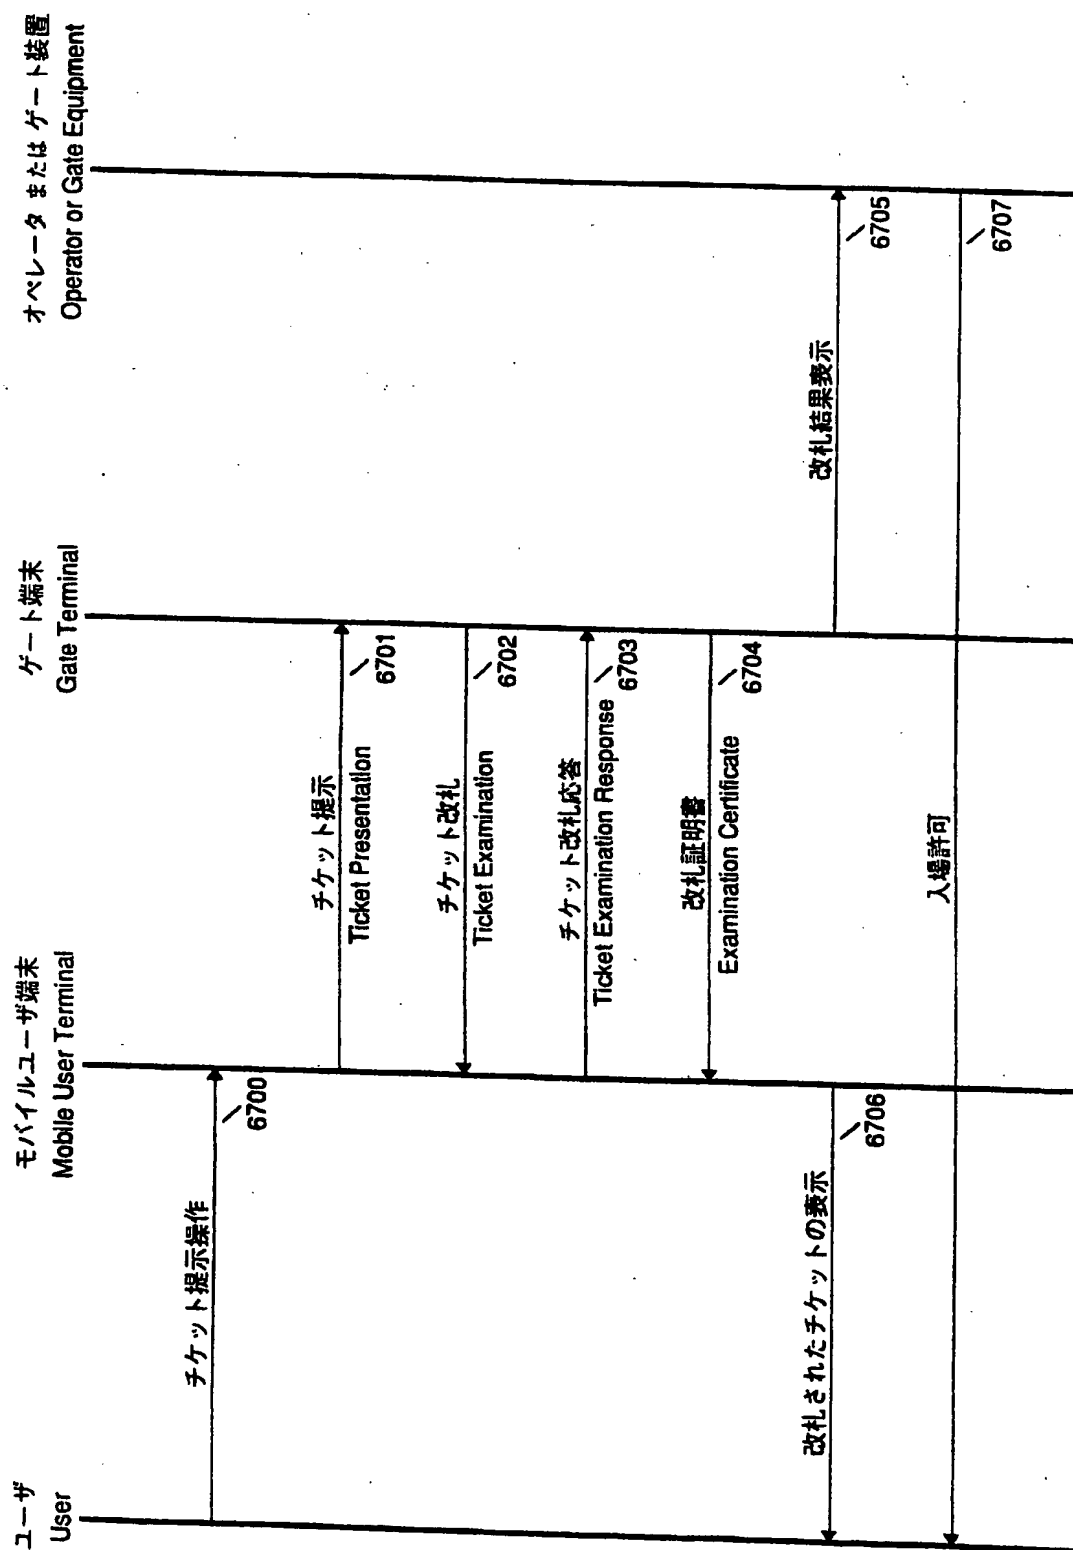 ユーザ
User
モバイルユーザ端末
Mobile User Terminal
ゲート端末
Gate Terminal
オペレータ または ゲート装置
Operator or Gate Equipment
チケット提示操作
6700
チケット提示
Ticket Presentation
6701
チケット改札
Ticket Examination
6702
チケット改札応答
Ticket Examination Response
6703
改札証明書
Examination Certificate
6704
改札結果表示
6705
改札されたチケットの表示
6706
入場許可
6707